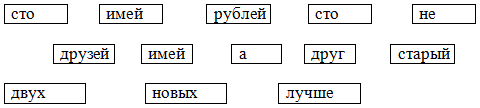 сто имей рублей сто не
друзей имей а друг старый
двух новых лучше